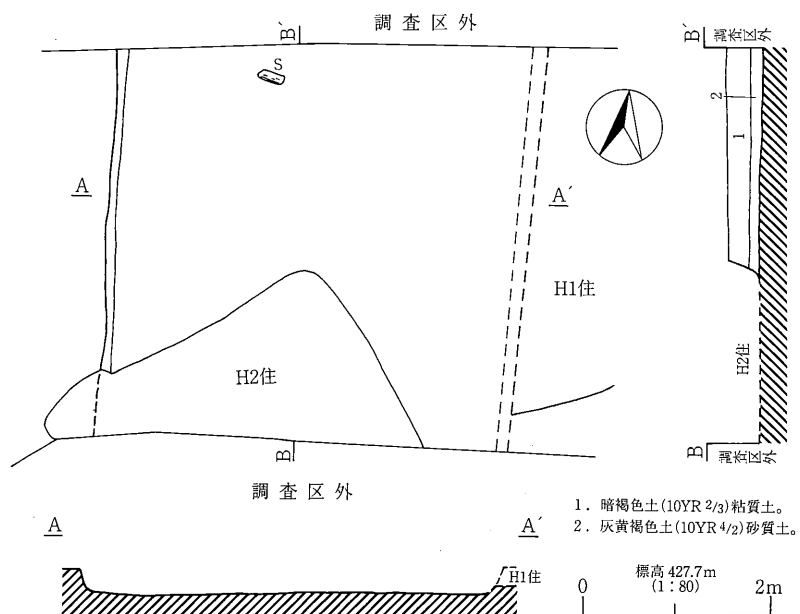 調査区外
B´
S
A
A´
H1住
H2住
B
調査区外
B´
調査区外
2
1
H2住
B
調査区外
1. 暗褐色土(10YR 2/3)粘質土。
2. 灰黄褐色土(10YR 4/2)砂質土。
A
A´
H1住
標高427.7m
(1:80)
0
2m